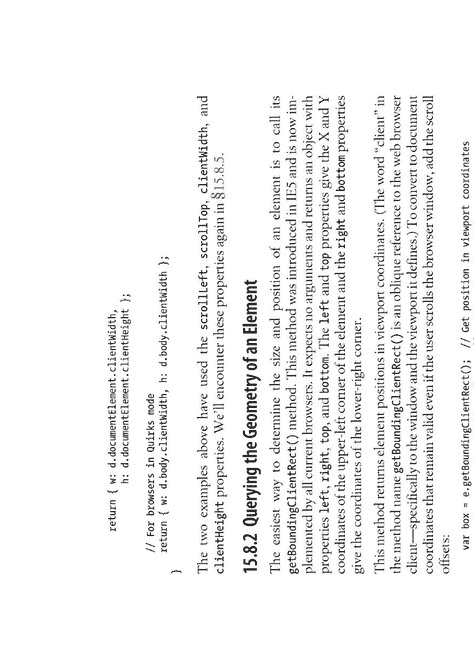 return { w: d.documentElement.clientWidth,
h: d.documentElement.clientHeight };
// For browsers in Quirks mode
return { w: d.body.clientWidth, h: d.body.clientWidth };
}
The two examples above have used the scrollLeft, scrollTop, clientWidth, and
clientHeight properties. We'll encounter these properties again in §15.8.5.
15.8.2 Querying the Geometry of an Element
The easiest way to determine the size and position of an element is to call its
getBoundingClientRect() method. This method was introduced in IE5 and is now im-
plemented by all current browsers. It expects no arguments and returns an object with
properties left, right, top, and bottom. The left and top properties give the X and Y
coordinates of the upper-left corner of the element and the right and bottom properties
give the coordinates of the lower-right corner.
This method returns element positions in viewport coordinates. (The word "client" in
the method name getBoundingClientRect() is an oblique reference to the web browser
client—specifically to the window and the viewport it defines.) To convert to document
coordinates that remain valid even if the user scrolls the browser window, add the scroll
offsets:
var box = e.getBoundingClientRect(); // Get position in viewport coordinates